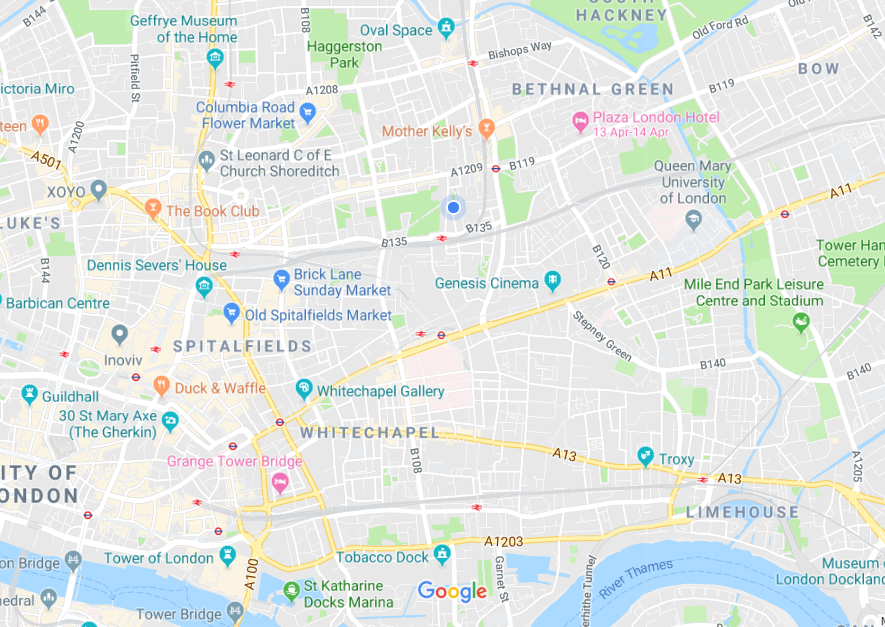 B144
Geffrye Museum
of the Home
B108
Oval Space
SOUTH
HACKNEY
Old Ford Rd
B142
Haggerston
Park
Bishops Way
Pitfield St
BOW
ictoria Miro
A1208
BETHNAL GREEN
B119
Columbia Road
Flower Market
Plaza London Hotel
13 Apr-14 Apr
teen
A1200
Mother Kelly's
A501
St Leonard C of E
Church Shoreditch
A1209
B119
Queen Mary
University
of London
XOYO
A11
The Book Club
LUKE'S
B135
B135
B144
Dennis Severs' House
B120
A11
Tower Ham
Cemetery
Brick Lane
Sunday Market
Genesis Cinema
Mile End Park Leisure
Centre and Stadium
Barbican Centre
Old Spitalfields Market
Stepney Green
SPITALFIELDS
Inoviv
B140
B140
Duck & Waffle
Whitechapel Gallery
Guildhall
30 St Mary Axe
(The Gherkin)
WHITECHAPEL
A13
B108
Troxy
Grange Tower Bridge
A1205
ITY OF
ONDON
A13
LIMEHOUSE
A1203
Tower of London
Tobacco Dock
on Bridge
A100
Garnet St
River Thames
Museum o
London Dockland
St Katharine
Docks Marina
Google
erhithe Tunnel
hedral
Tower Bridge